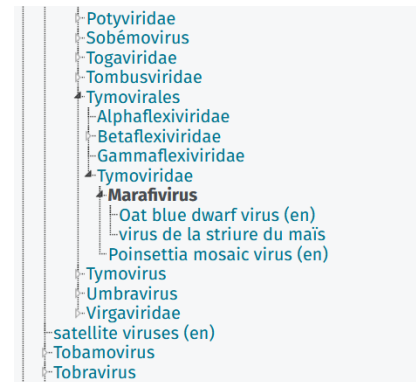 Potyviridae
Sobémovirus
Togaviridae
Tombusviridae
Tymovirales
Alphaflexiviridae
Betaflexiviridae
Gammaflexiviridae
Tymoviridae
Marafivirus
Oat blue dwarf virus (en)
virus de la striure du maïs
Poinsettia mosaic virus (en)
Tymovirus
Umbravirus
Virgaviridae
satellite viruses (en)
Tobamovirus
Tobravirus